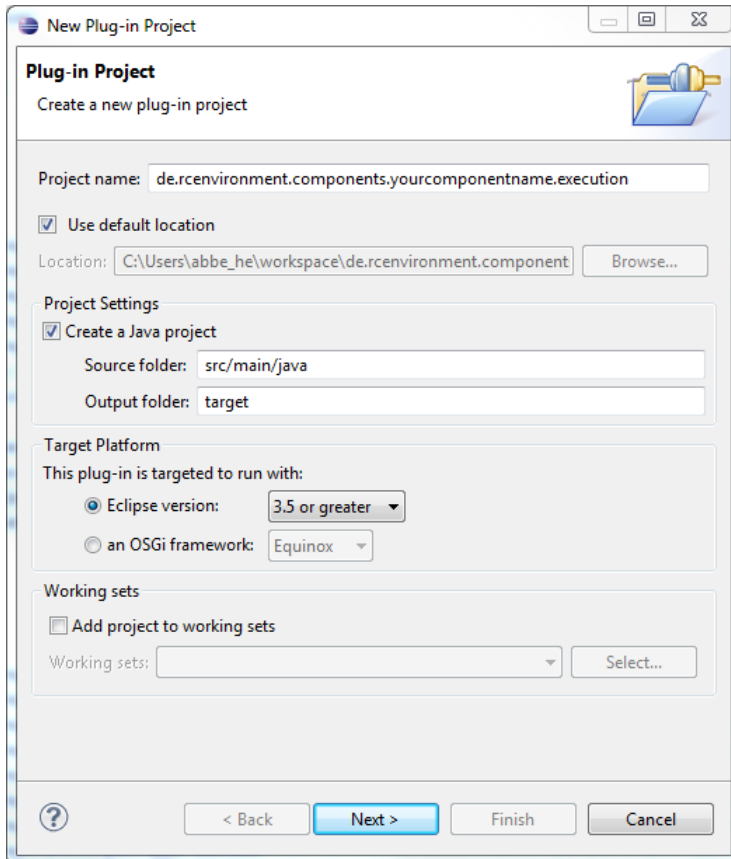 New Plug-in Project
Plug-in Project
Create a new plug-in project
Project name: de.rcenvironment.components.yourcomponentname.execution
Use default location
Location: C:\Users\abbe_he\workspace\de.rcenvironment.component Browse...
Project Settings
Create a Java project
Source folder: src/main/java
Output folder: target
Target Platform
This plug-in is targeted to run with:
Eclipse version: 3.5 or greater
an OSGi framework: Equinox
Working sets
Add project to working sets
Working sets: Select...
? < Back Next > Finish Cancel